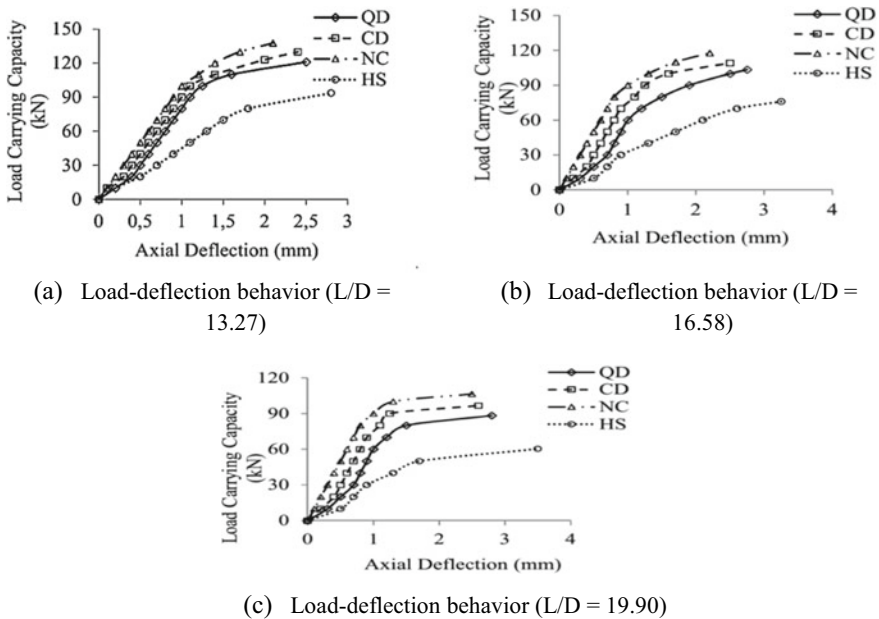 150
120
90
60
30
0
Load Carrying Capacity
(kN)
0 0,5 1 1,5 2 2,5 3
Axial Deflection (mm)
QD
CD
NC
HS
(a) Load-deflection behavior (L/D =
13.27)
150
120
90
60
30
0
Load Carrying Capacity
(kN)
0 1 2 3 4
Axial Deflection (mm)
QD
CD
NC
HS
(b) Load-deflection behavior (L/D =
16.58)
120
90
60
30
0
Load Carrying Capacity
(kN)
0 1 2 3 4
Axial Deflection (mm)
QD
CD
NC
HS
(c) Load-deflection behavior (L/D = 19.90)